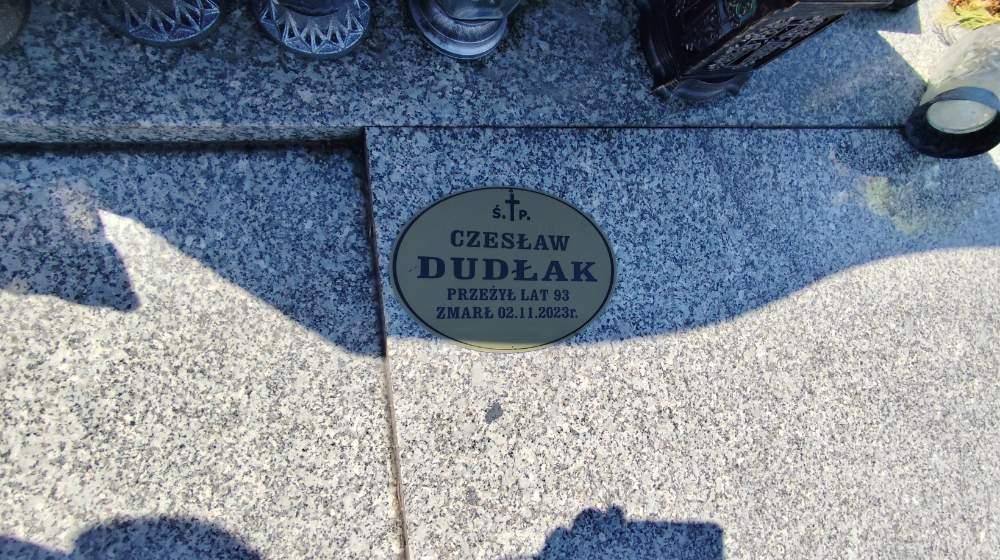 Ś. P.
CZESŁAW
DUDŁAK
PRZEŻYŁ LAT 93
ZMARŁ 02.11.2023r.